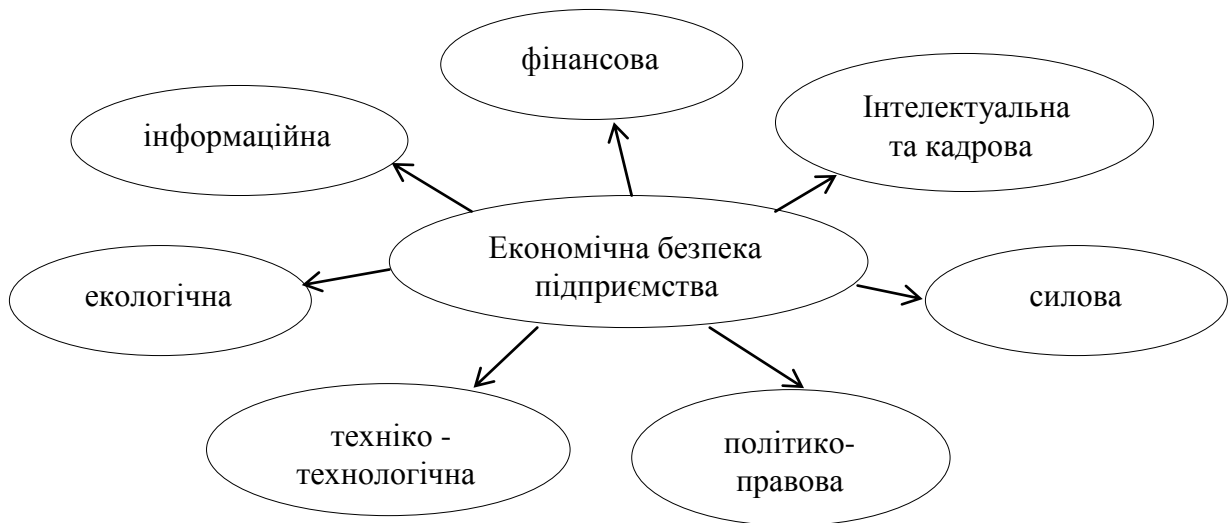 фінансова
Інтелектуальна
та кадрова
інформаційна
Економічна безпека
підприємства
екологічна
силова
техніко -
технологічна
політико-
правова